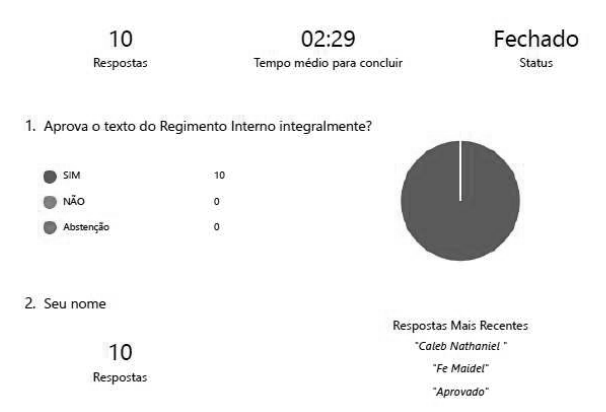 10
Respostas
02:29
Tempo médio para concluir
Fechado
Status
1. Aprova o texto do Regimento Interno integralmente?
SIM 10
NÃO 0
Abstenção 0
2. Seu nome
10
Respostas
Respostas Mais Recentes
"Caleb Nathaniel "
"Fe Maidel"
"Aprovado"